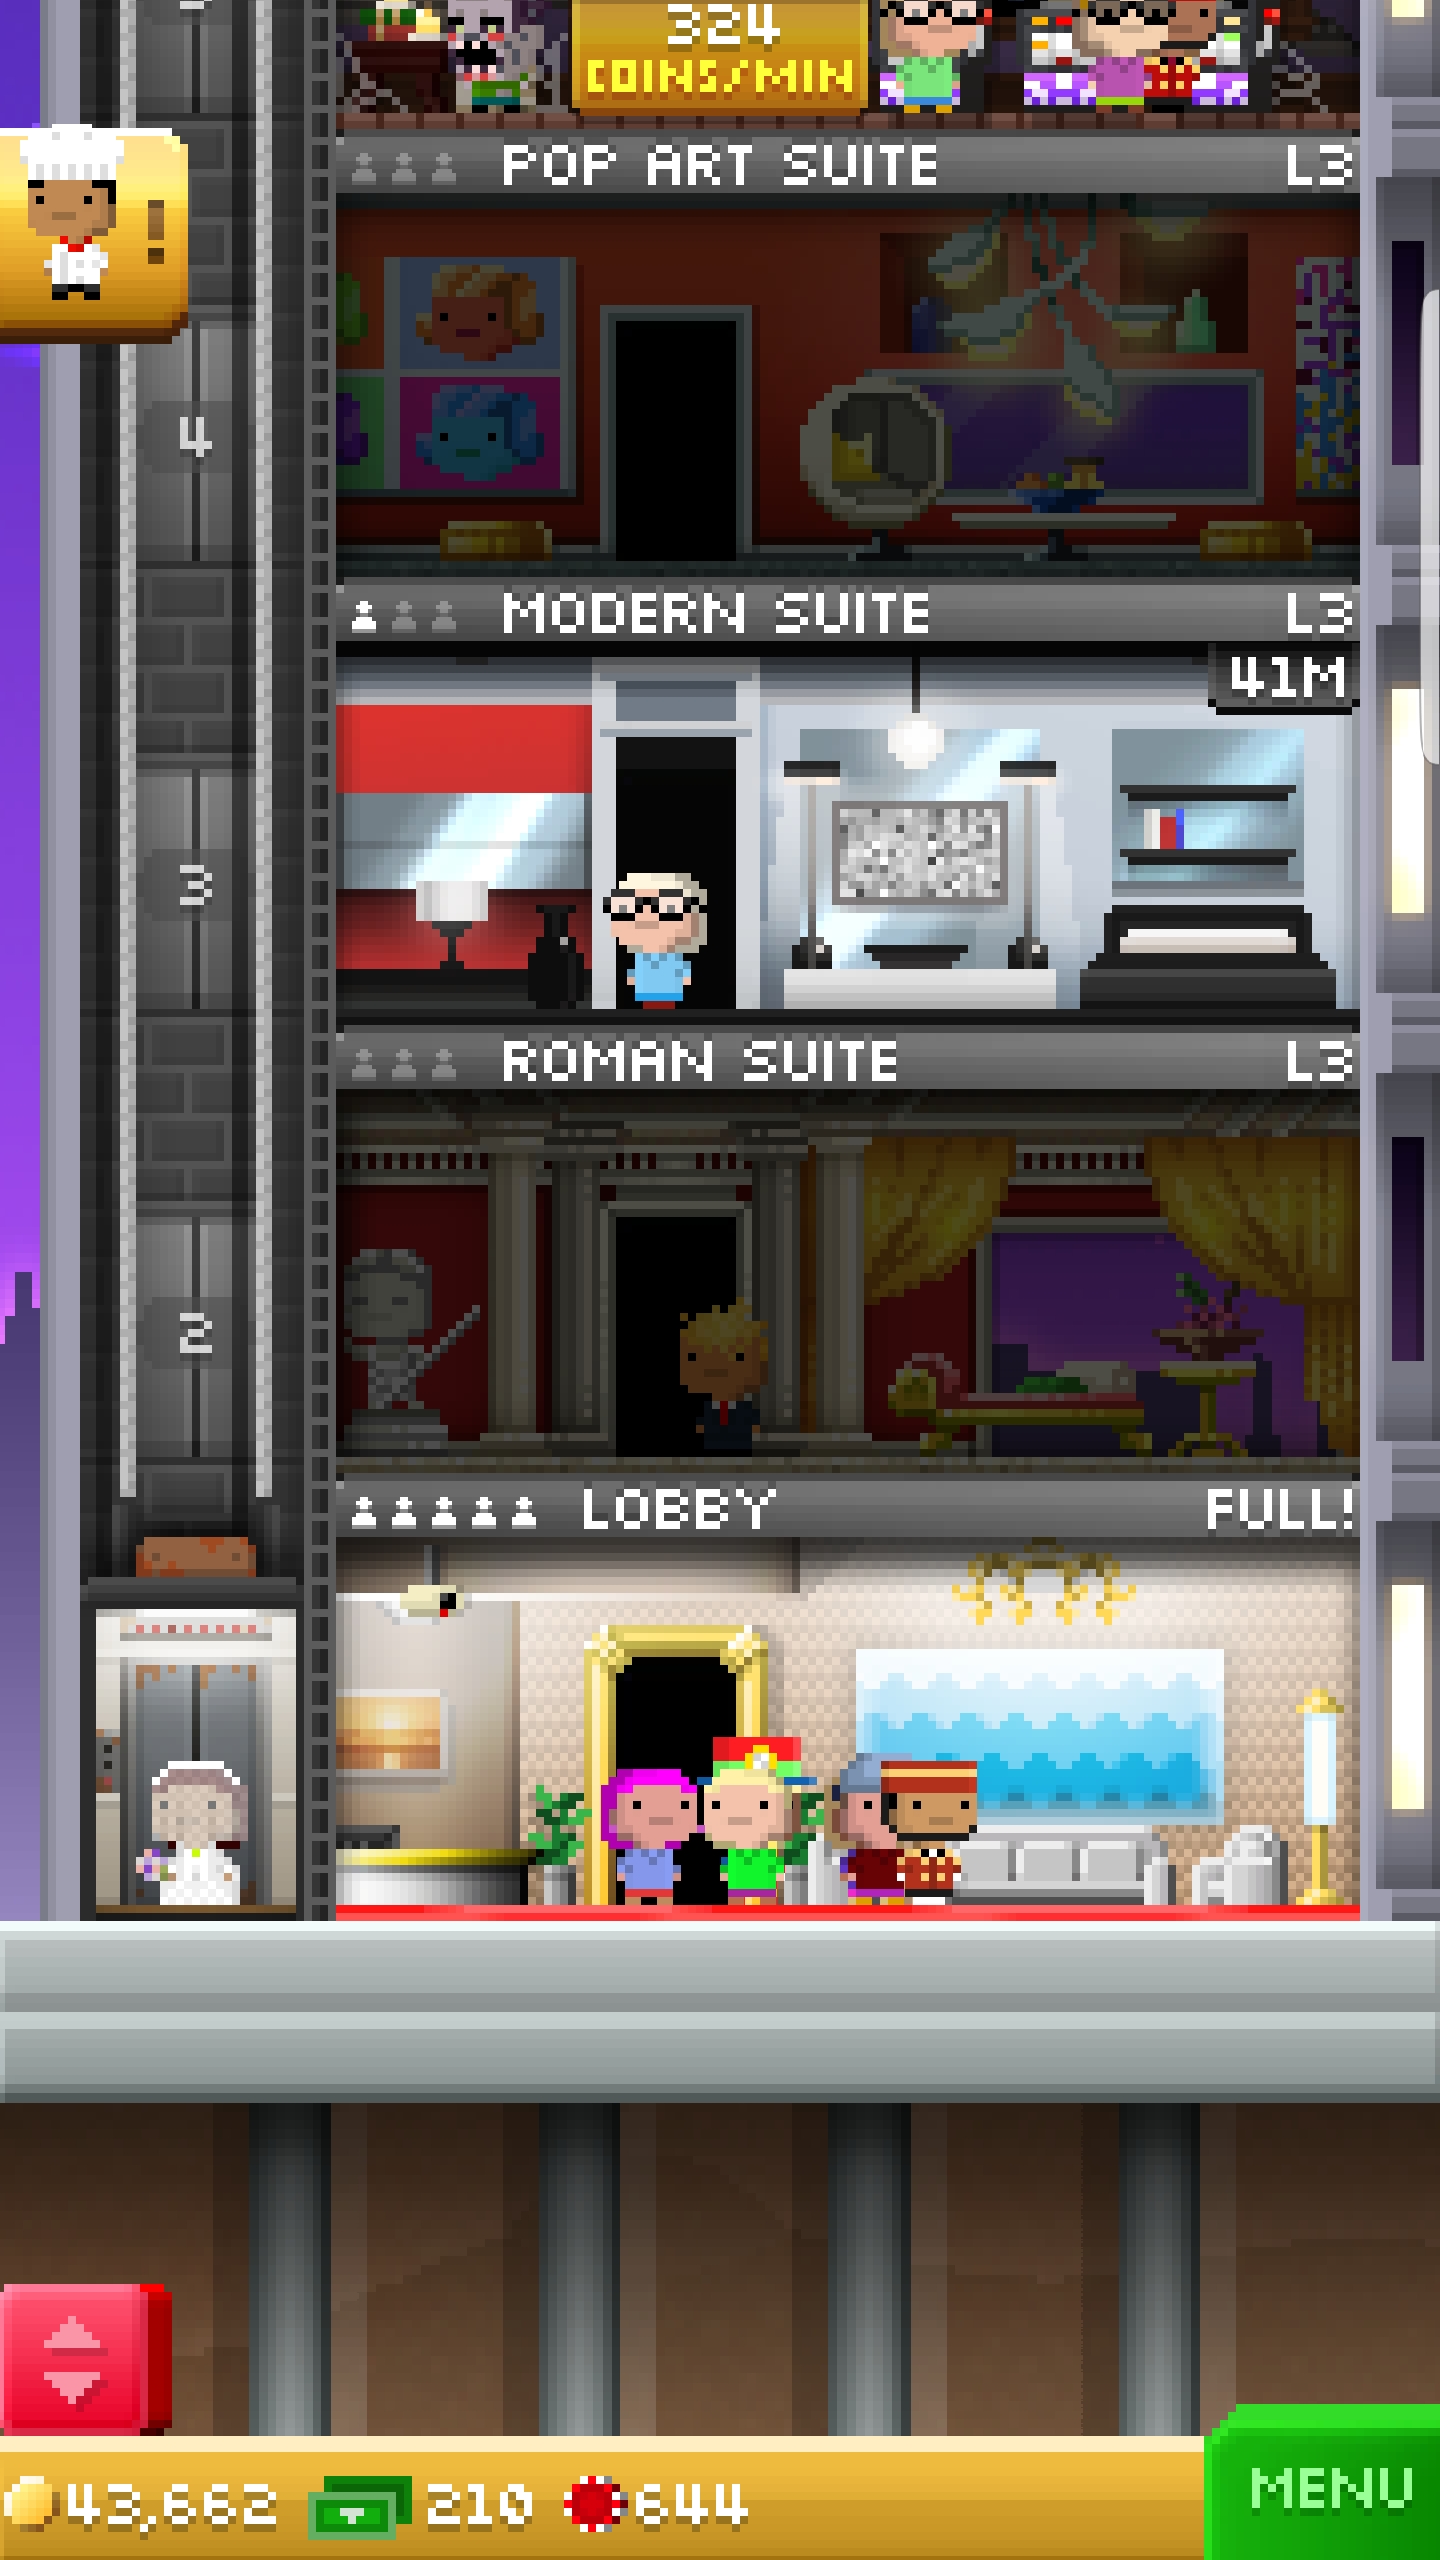 324
COINS/MIN
POP ART SUITE L3
!
4
MODERN SUITE L3
41M
3
ROMAN SUITE L3
2
LOBBY FULL!
43,662 210 644
MENU